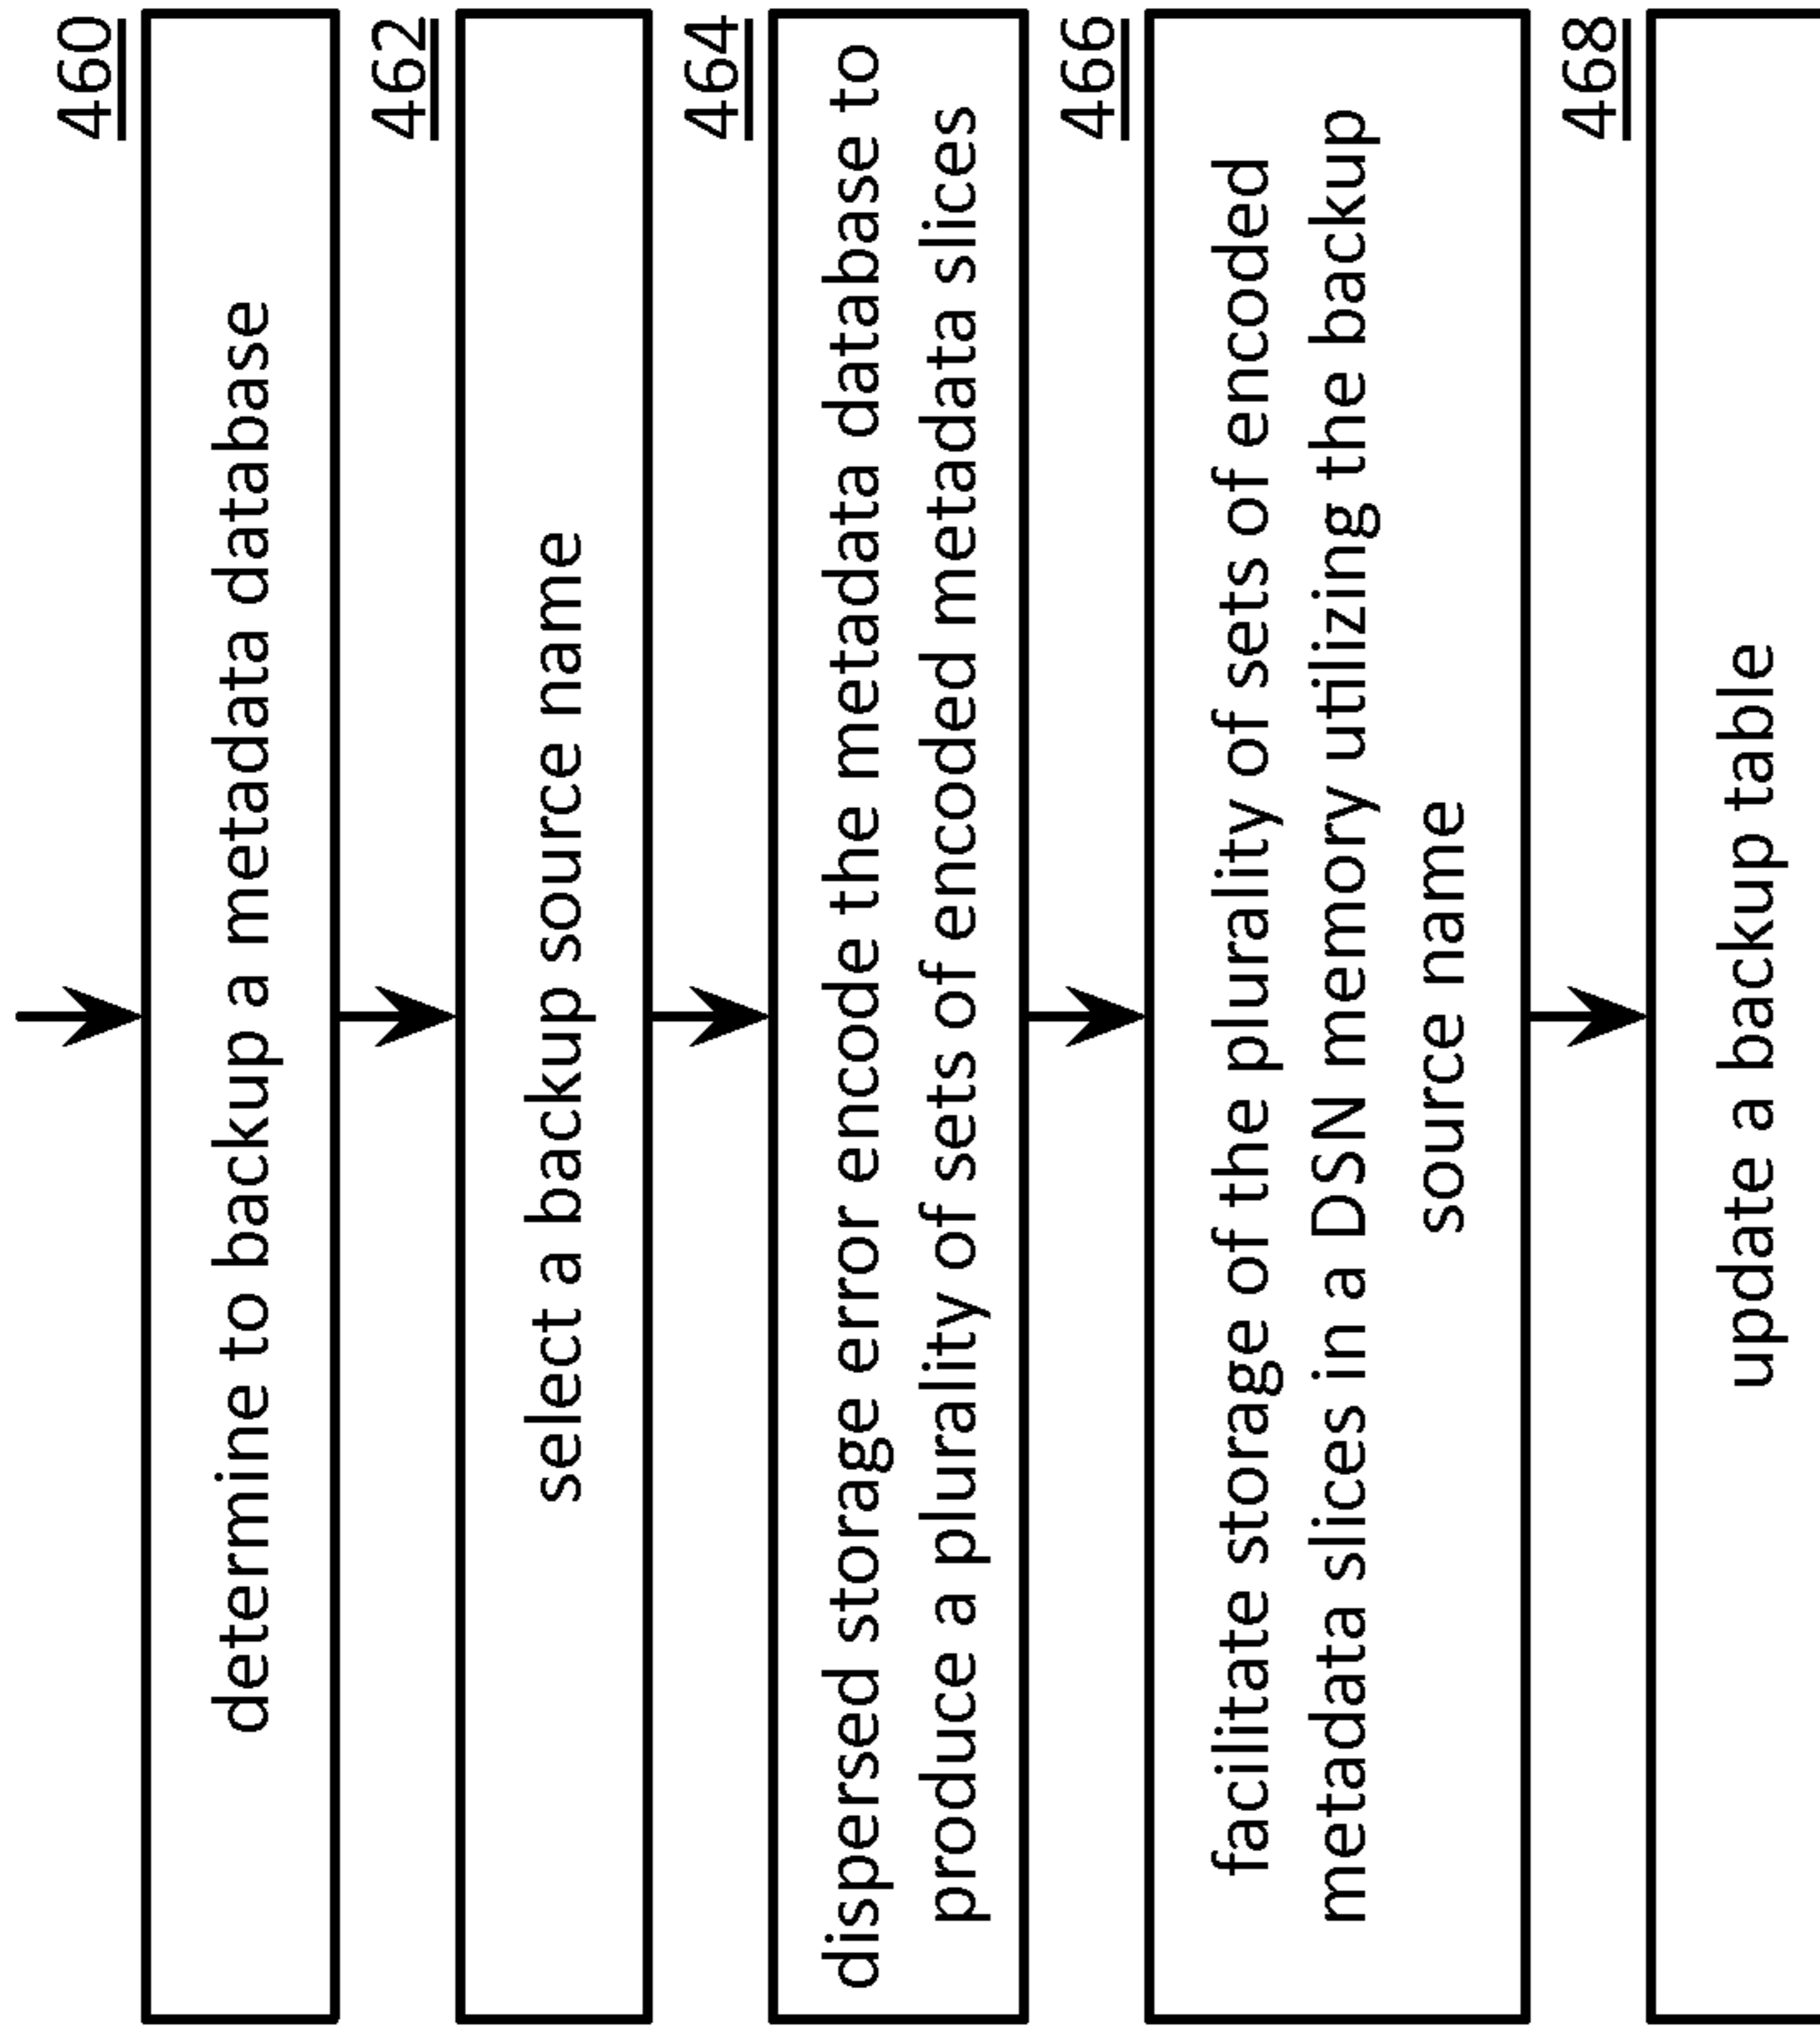 460
determine to backup a metadata database
462
select a backup source name
464
dispersed storage error encode the metadata database to
produce a plurality of sets of encoded metadata slices
466
facilitate storage of the plurality of sets of encoded
metadata slices in a DSN memory utilizing the backup
source name
468
update a backup table